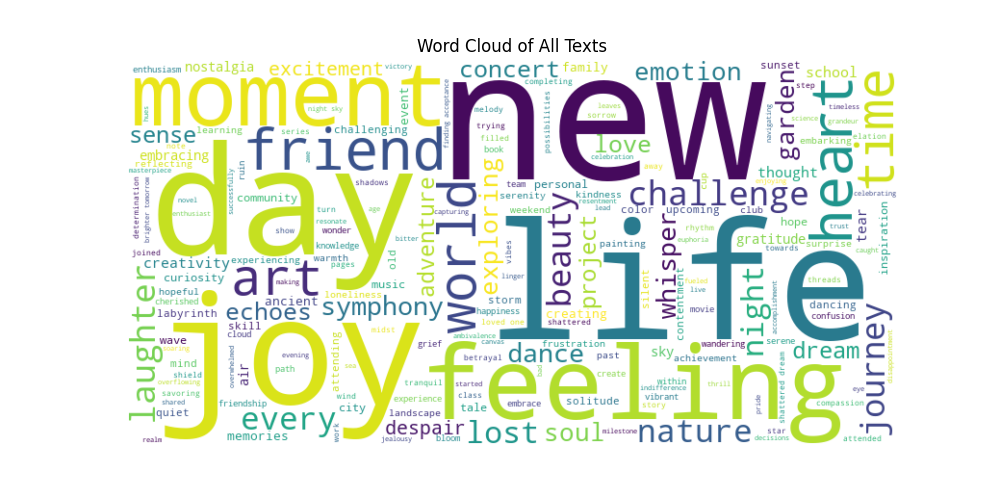 Word Cloud of All Texts
enthusiasm nostalgia excitement victory concert family emotion sunset school
completing step
moment new time
hues night sky event finding acceptance melody possibilities leaves garden heart timeless
sense learning series challenging trying sorrow navigating science grandeur
note friend filled love embarking elation
embracing book celebration
reflecting ruin awe shadows away thought
masterpiece day team personal kindness challenge cup enjoying celebrating
determination novel successfully community turn age adventure capturing serenity resentment
brighter tomorrow enthusiast resonate weekend color upcoming club hope trust tear
joined show wonder bitter world exploring vibes beauty project painting whisper rhythm gratitude surprise caught inspiration
creativity experiencing knowledge warmth pages old euphoria towards
curiosity art music linger silent contentment life threads
hopeful making loneliness storm creating fueled dancing
cherished ancient happiness live accomplishment confusion
labyrinth echoes symphony loved one shattered movie
laughter skill midst ambivalence frustration wandering night serene journey
wave cloud grief canvas dance past sky achievement dream disappointment
mind air joy betrayal feeling
shield overwhelmed evening path attending tranquil bad create within thrill shattered dream eye
overflowing sea started indifference
savoring wind experience class embrace solitude vibrant pride compassion
shared friendship city landscape tale story
quiet every work despair lost soul nature star
memories bloom milestone decisions attended
realm jealousy